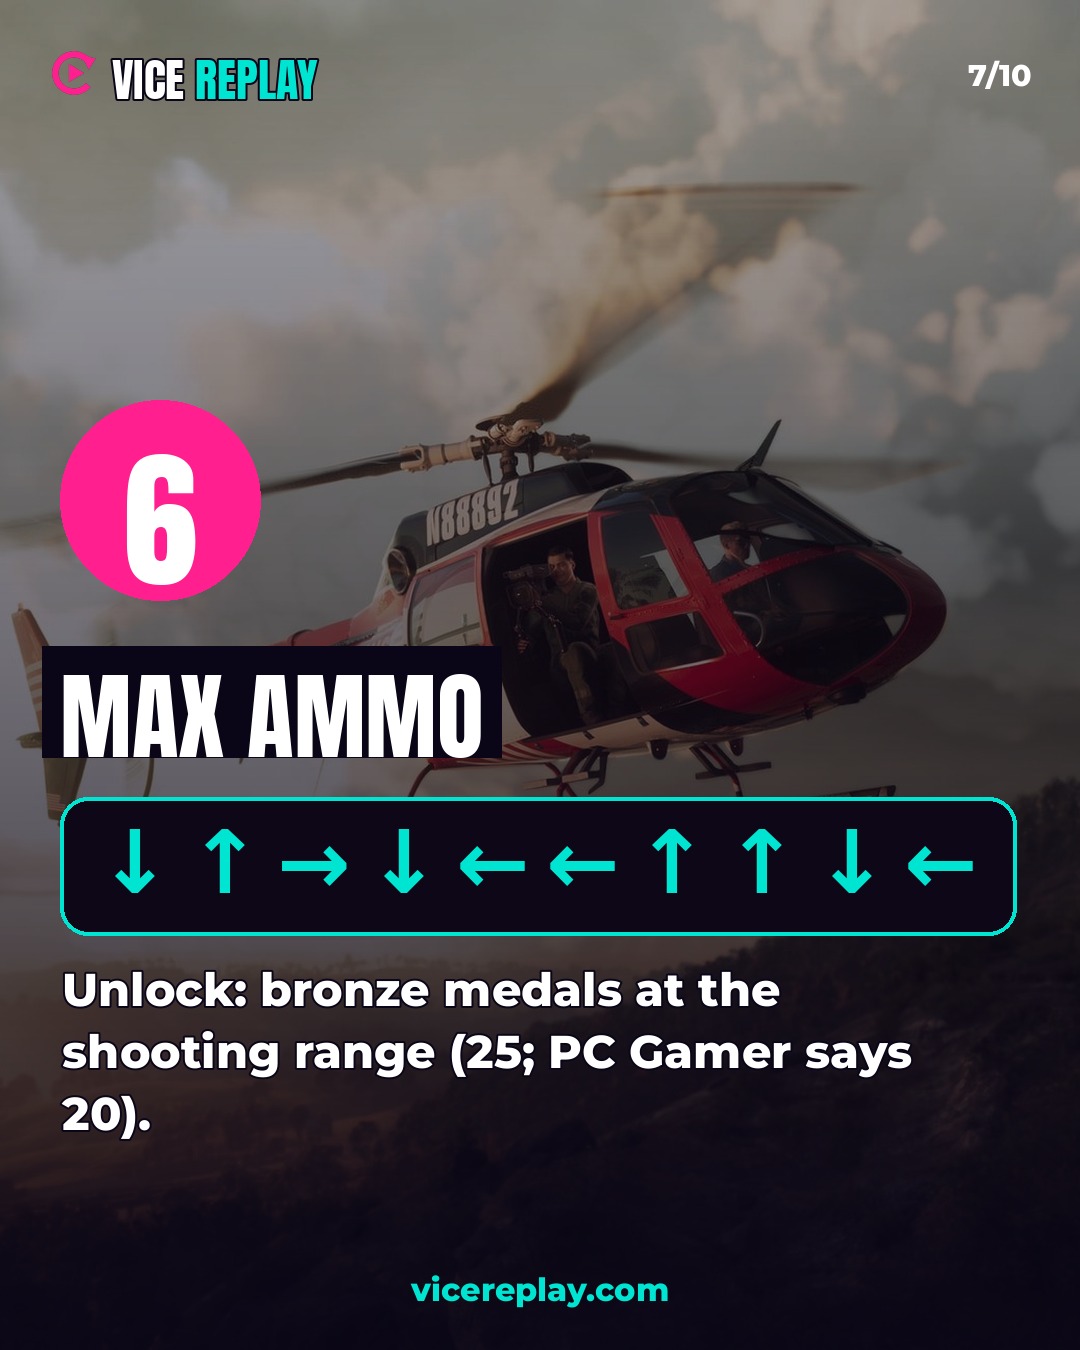 VICE REPLAY
7/10
6
N88892
MAX AMMO
↓ ↑ → ↓ ← ← ↑ ↑ ↓ ←
Unlock: bronze medals at the
shooting range (25; PC Gamer says
20).
vicereplay.com